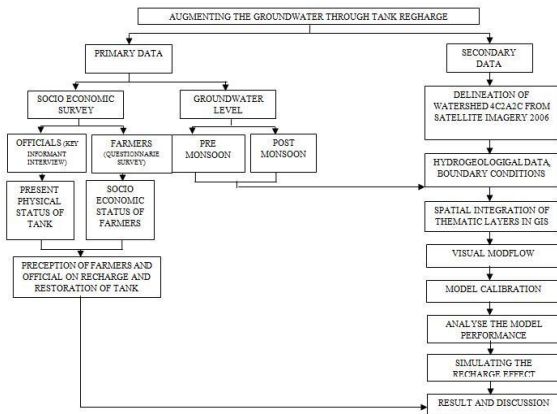 AUGMENTING THE GROUNDWATER THROUGH TANK REGHARGE
PRIMARY DATA
SECONDARY
DATA
SOCIO ECONOMIC
SURVEY
GROUNDWATER
LEVEL
DELINEATION OF
WATERSHED 4C2A2C FROM
SATELLITE IMAGERY 2006
OFFICIALS (KEY
INFORMANT
INTERVIEW)
FARMERS
(QUESTIONNARIE
SURVEY)
PRE
MONSOON
POST
MONSOON
HYDROGEOLOGIGAL DATA,
BOUNDARY CONDITIONS
PRESENT
PHYSICAL
STATUS OF
TANK
SOCIO
ECONOMIC
STATUS OF
FARMERS
SPATIAL INTEGRATION OF
THEMATIC LAYERS IN GIS
VISUAL MODFLOW
PRECEPTION OF FARMERS AND
OFFICIAL ON RECHARGE AND
RESTORATION OF TANK
MODEL CALIBRATION
ANALYSE THE MODEL
PERFORMANCE
SIMULATING THE
RECHARGE EFFECT
RESULT AND DISCUSSION